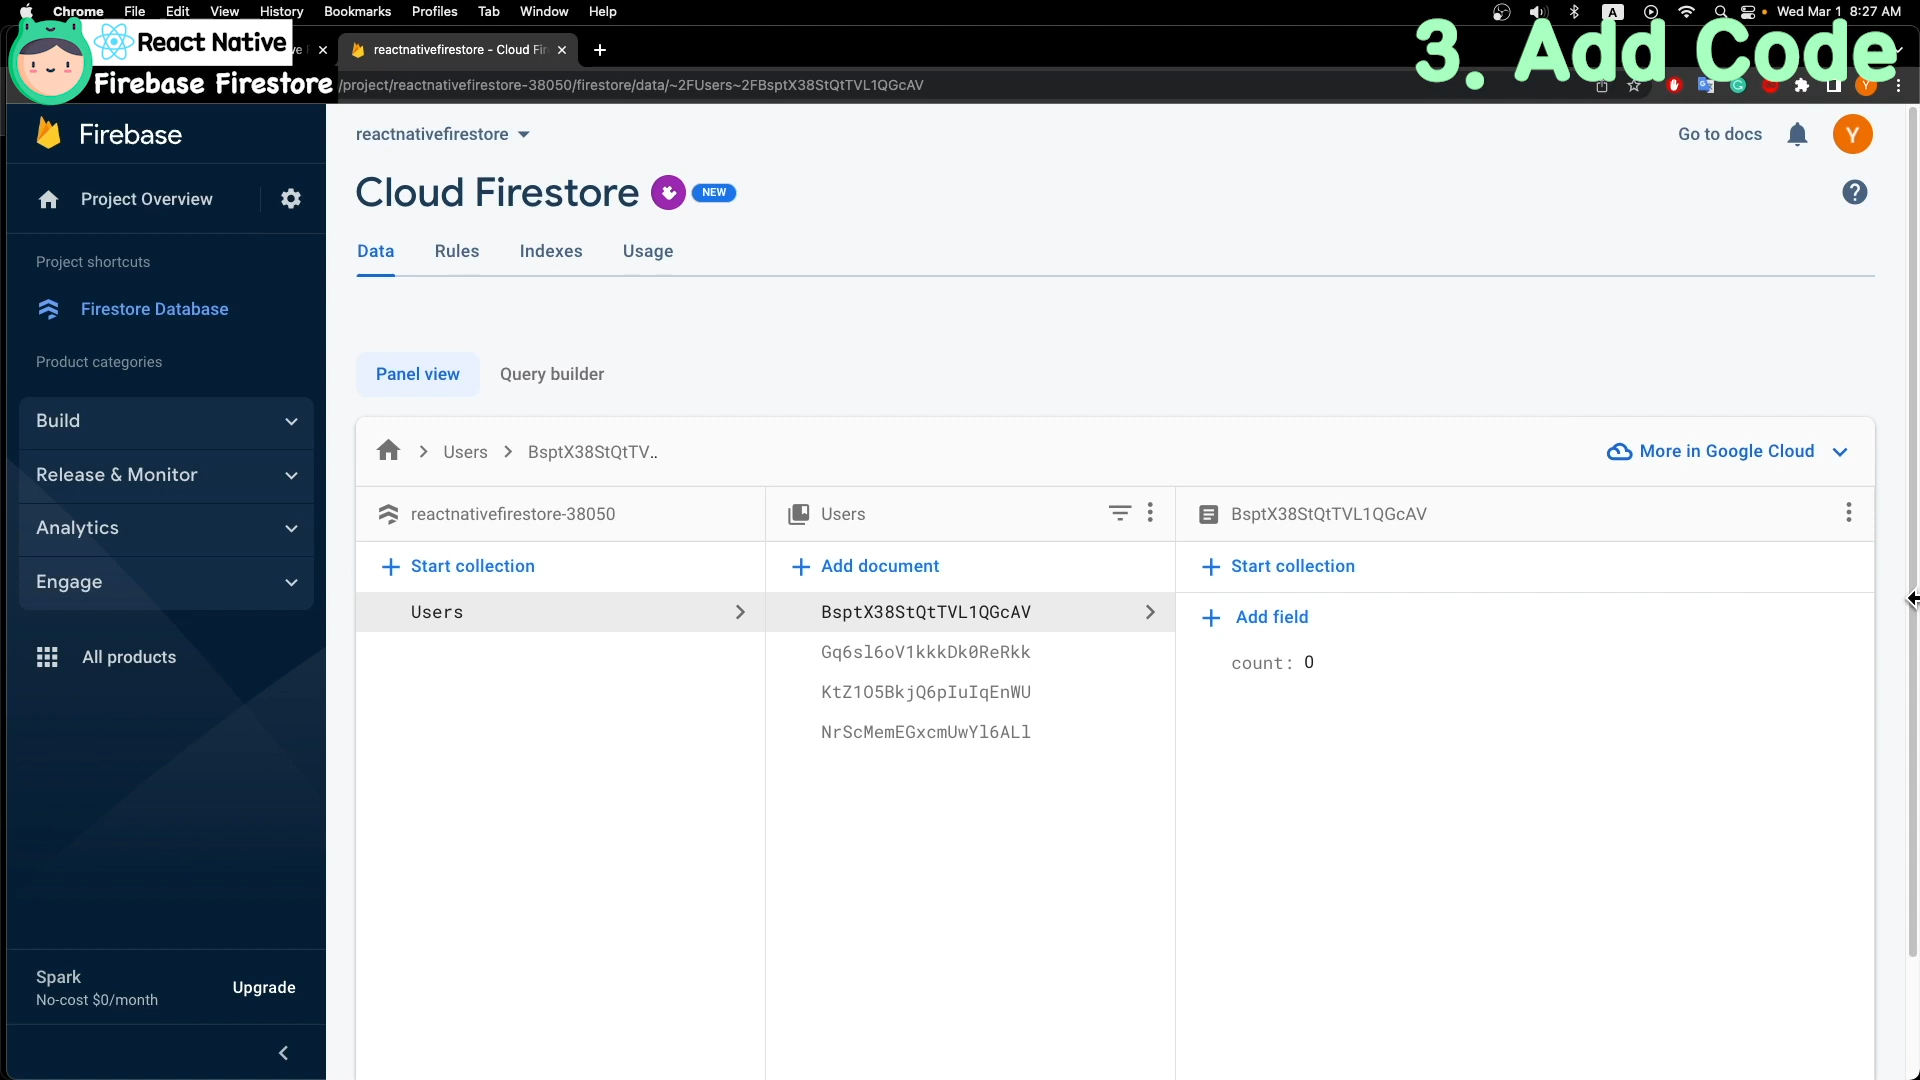 Chrome File Edit View History Bookmarks Profiles Tab Window Help
A
Wed Mar 1 8:27 AM
React Native
Firebase Firestore
reactnativefirestore - Cloud Fir
3. Add Code
/project/reactnativefirestore-38050/firestore/data/~2FUsers~2FBsptX38StQtTVL1QGcAV
Y
Firebase
Project Overview
Project shortcuts
Firestore Database
Product categories
Build
Release & Monitor
Analytics
Engage
All products
Spark
No-cost $0/month
Upgrade
reactnativefirestore
Go to docs
Y
Cloud Firestore
NEW
Data Rules Indexes Usage
Panel view
Query builder
Users
BsptX38StQtTV..
More in Google Cloud
reactnativefirestore-38050
Start collection
Users
Users
Add document
BsptX38StQtTVL1QGcAV
Gq6sl6oV1kkkDk0ReRkk
KtZ1O5BkjQ6pIuIqEnWU
NrScMemEGxcmUwYl6ALl
BsptX38StQtTVL1QGcAV
Start collection
Add field
count: 0